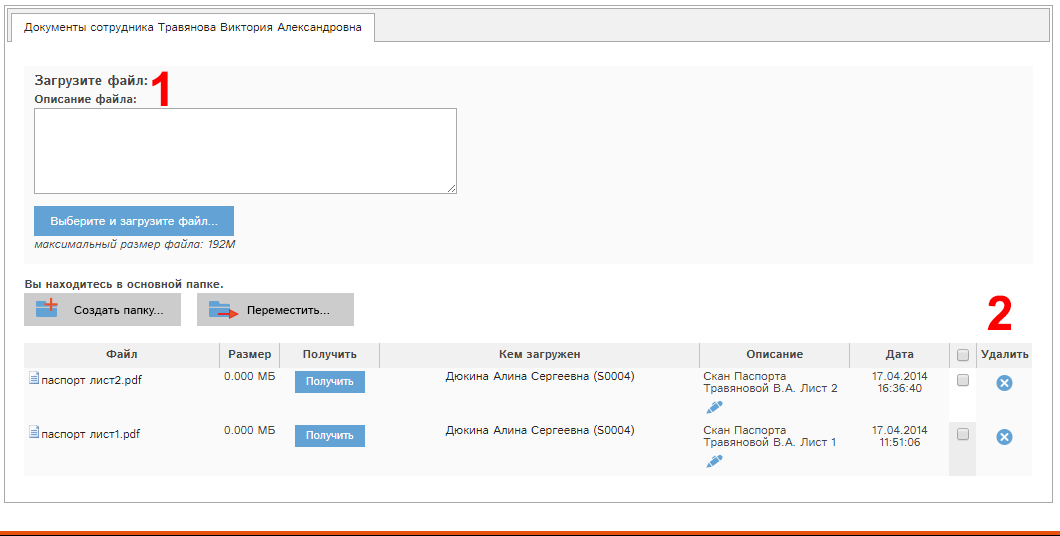 Документы сотрудника Травянова Виктория Александровна
Загрузите файл:
1
Описание файла:
Выберите и загрузите файл...
максимальный размер файла: 192M
Вы находитесь в основной папке.
Создать папку...
Переместить...
2
Файл Размер Получить Кем загружен Описание Дата Удалить
паспорт лист2.pdf 0.000 МБ Получить Дюкина Алина Сергеевна (S0004) Скан Паспорта 17.04.2014
Травяновой В.А. Лист 2 16:36:40
паспорт лист1.pdf 0.000 МБ Получить Дюкина Алина Сергеевна (S0004) Скан Паспорта 17.04.2014
Травяновой В.А. Лист 1 11:51:06